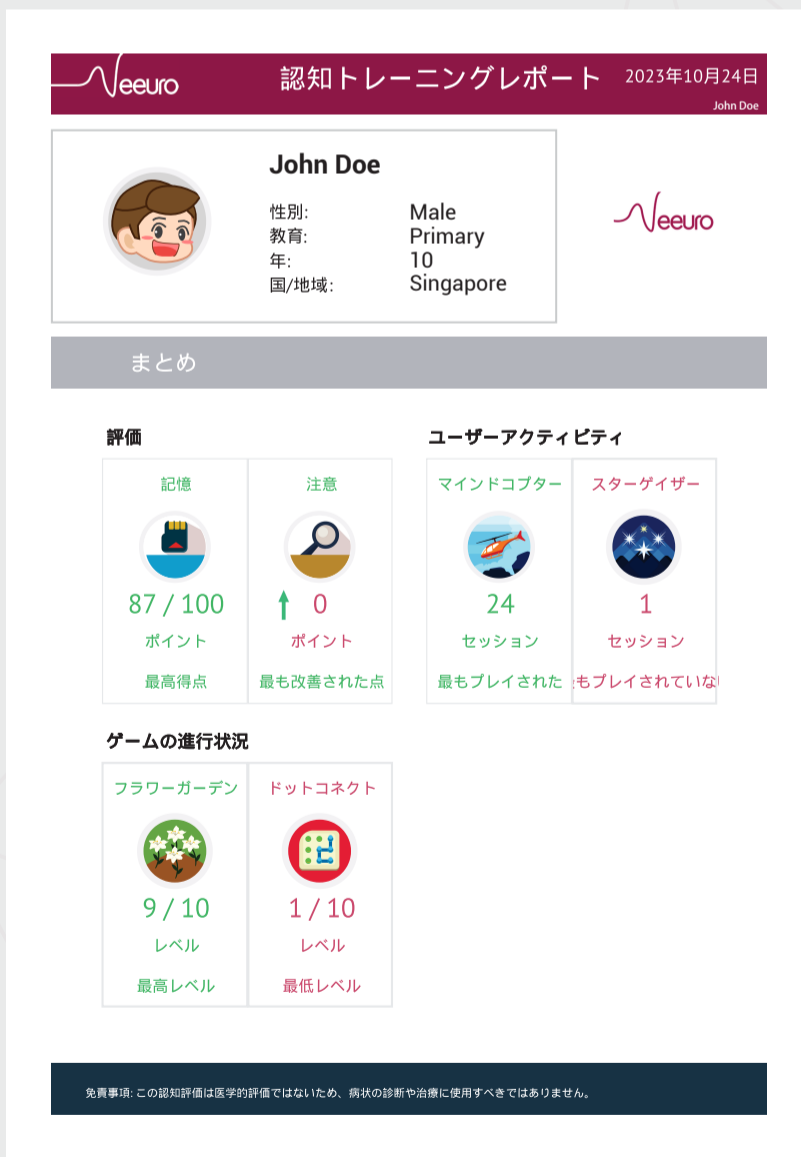 Neeuro
認知トレーニングレポート
2023年10月24日
John Doe
John Doe
性別: Male
教育: Primary
年: 10
国/地域: Singapore
Neeuro
まとめ
評価
記憶
87 / 100
ポイント
最高得点
注意
0
ポイント
最も改善された点
ユーザーアクティビティ
マインドコプター
24
セッション
最もプレイされた
スターゲイザー
1
セッション
もプレイされていな
ゲームの進行状況
フラワーガーデン
9 / 10
レベル
最高レベル
ドットコネクト
1 / 10
レベル
最低レベル
免責事項: この認知評価は医学的評価ではないため、病状の診断や治療に使用すべきではありません。